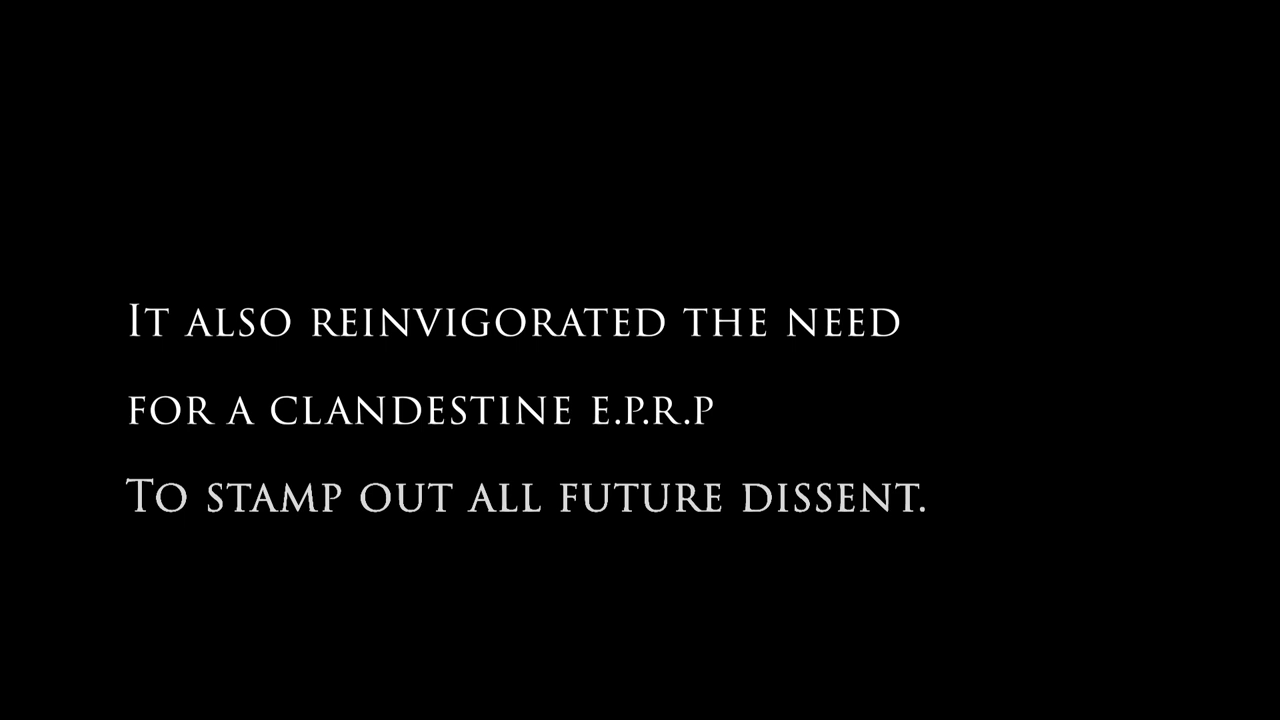 It also reinvigorated the need
for a clandestine e.p.r.p
To stamp out all future dissent.